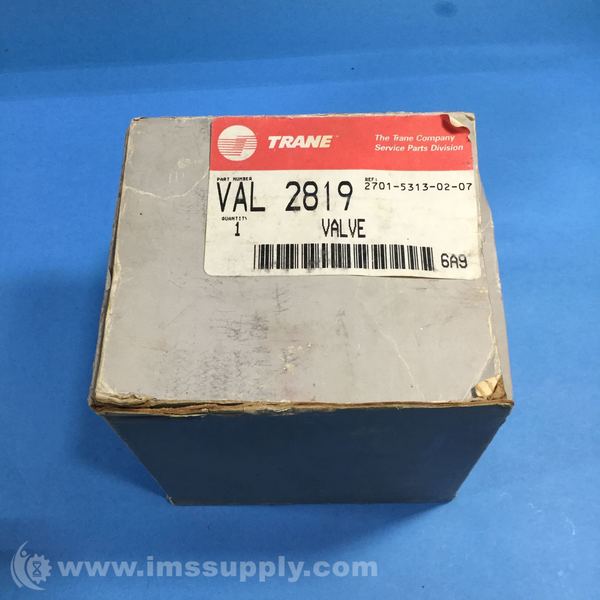 TRANE™
The Trane Company
Service Parts Division
PART NUMBER
REF:
VAL 2819
2701-5313-02-07
QUANTITY
1
VALVE
6A9
www.imssupply.com